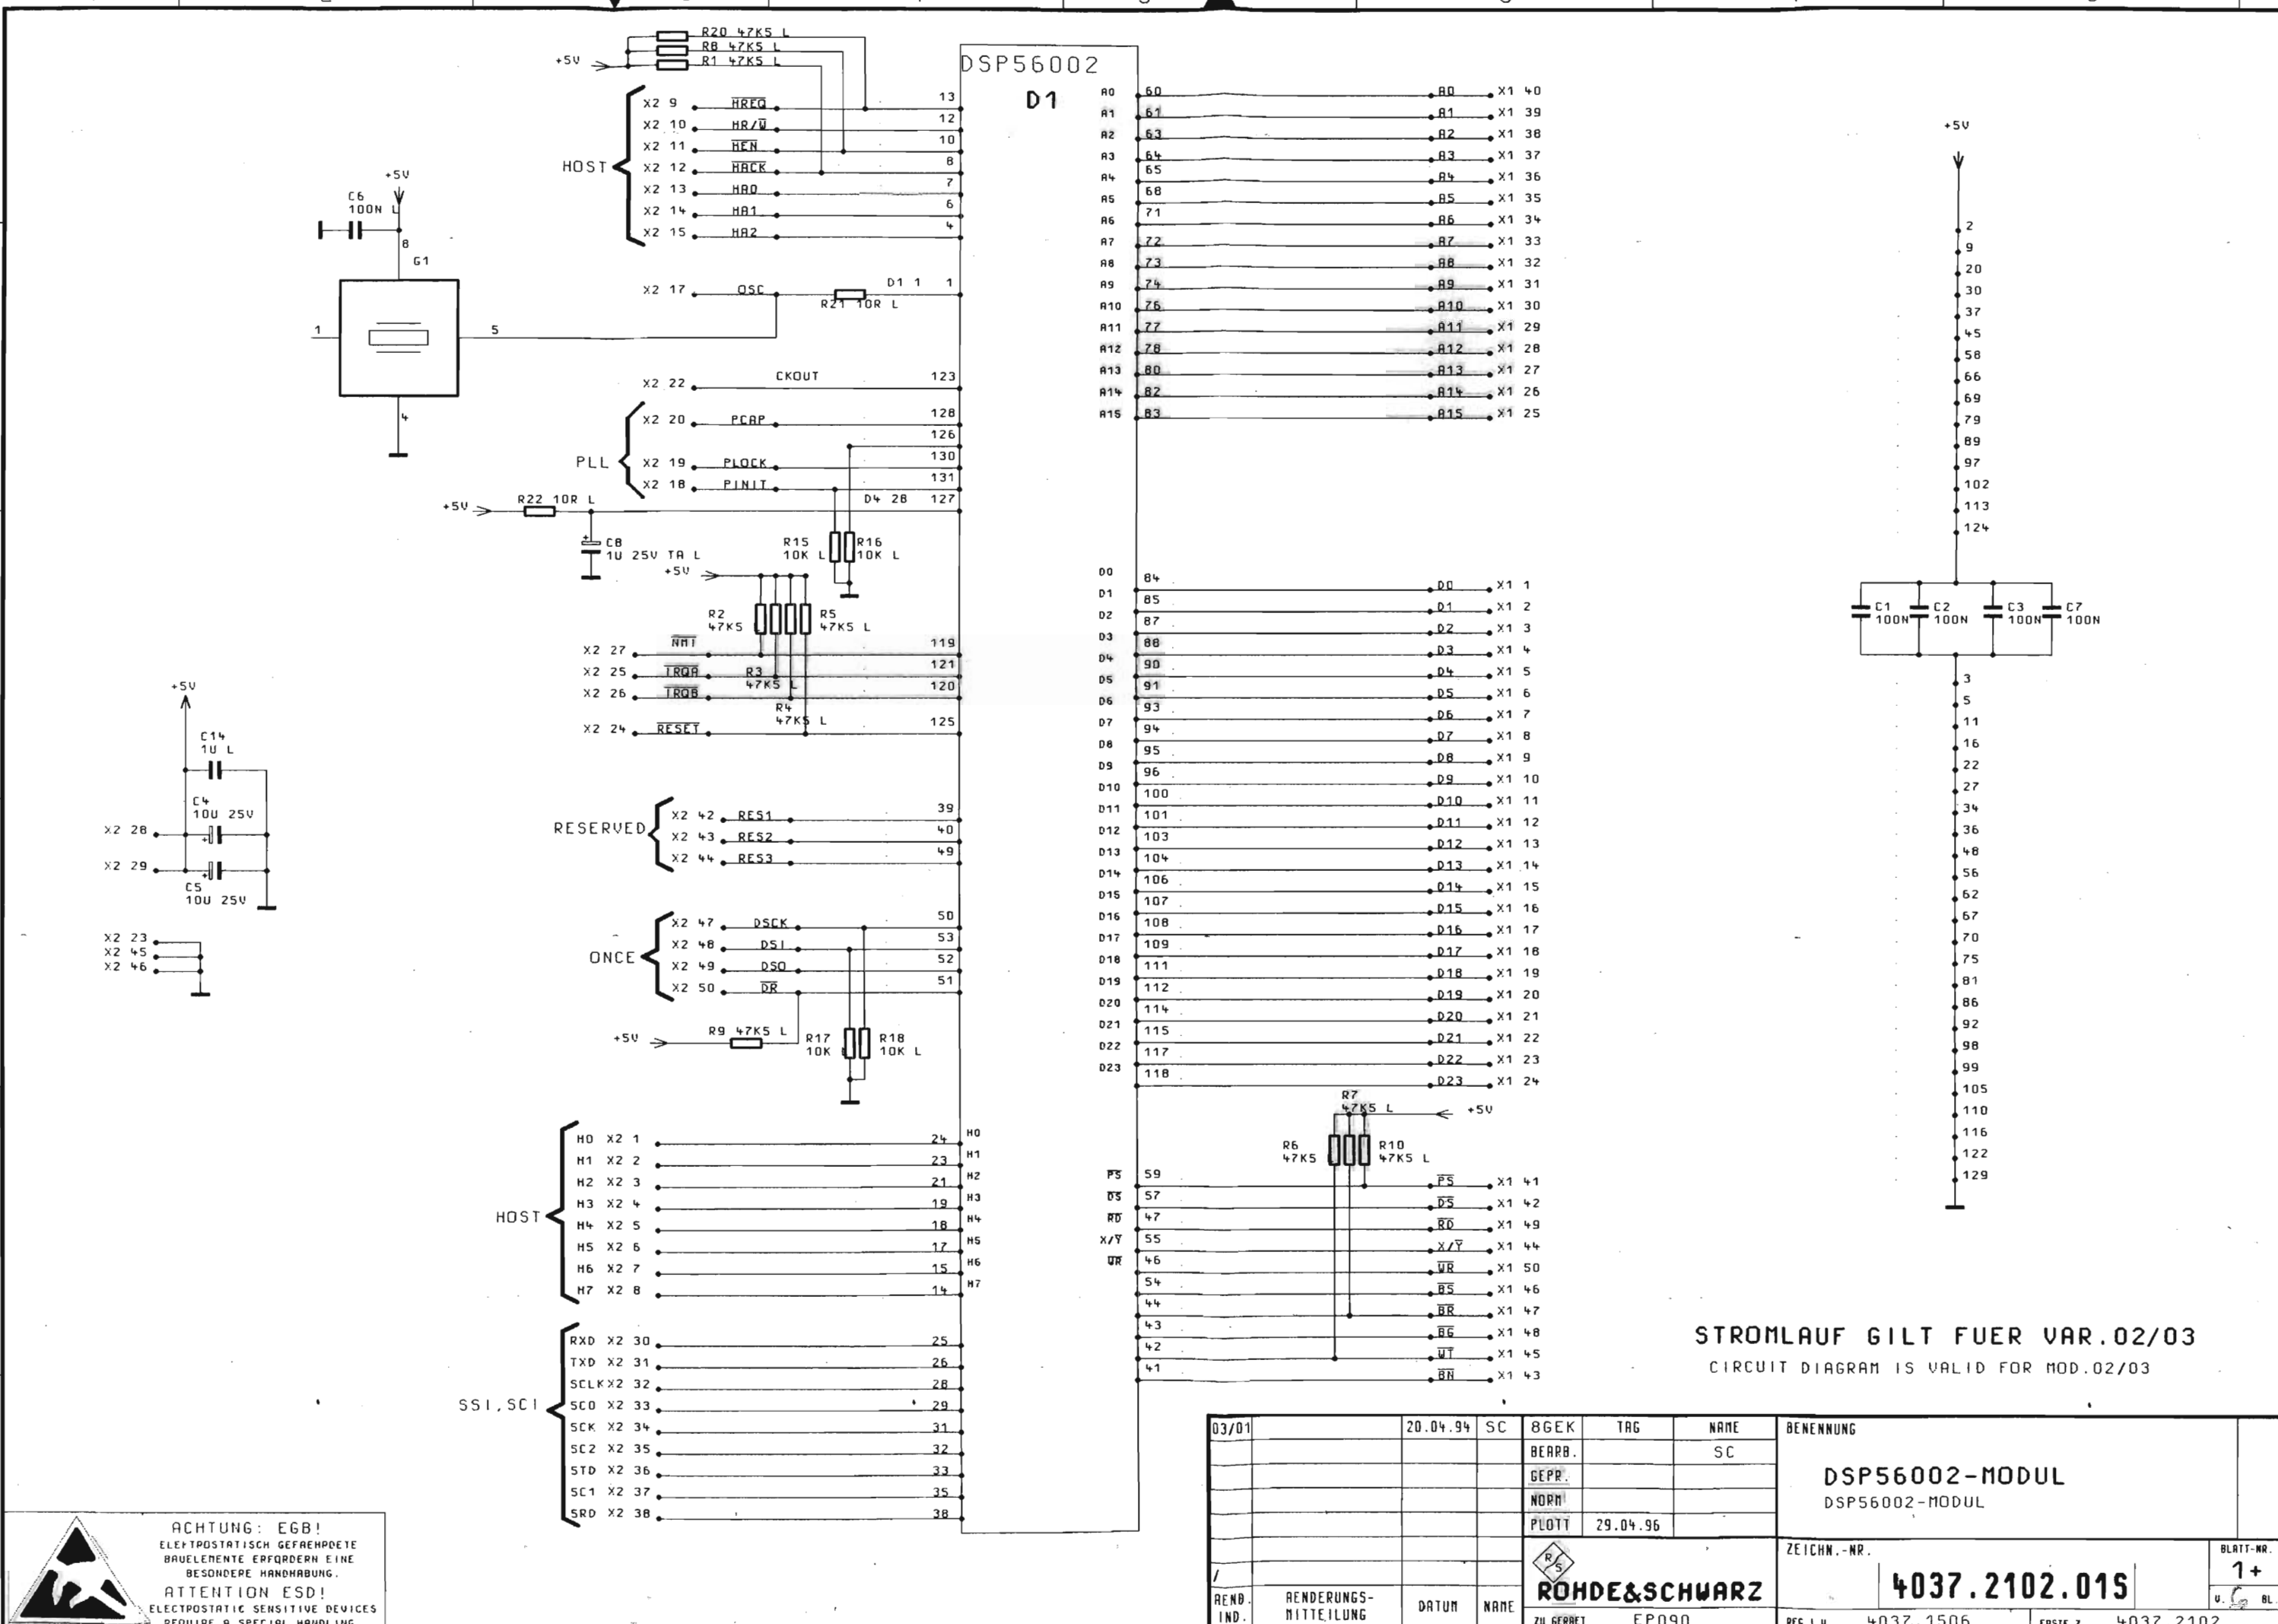 R20 47K5 L
R8 47K5 L
+5V R1 47K5 L
DSP56002
D1
HOST
X2 9 HREQ 13
X2 10 HR/W 12
X2 11 HEN 10
X2 12 HACK 8
X2 13 HA0 7
X2 14 HA1 6
X2 15 HA2 4
+5V
C6
100N L
8
G1
1
5
4
X2 17 OSC D1 1 1
R21 10R L
X2 22 CKOUT 123
PLL
X2 20 PCAP 128
126
X2 19 PLOCK 130
X2 18 PINIT 131
+5V R22 10R L D4 28 127
C8
1U 25V TA L
R15
10K L
R16
10K L
+5V
R2
47K5 L
R5
47K5 L
X2 27 NMI 119
X2 25 IRQA 121
R3
47K5 L
X2 26 IRQB 120
R4
47K5 L
X2 24 RESET 125
+5V
C14
1U L
C4
10U 25V
X2 28
X2 29
C5
10U 25V
X2 23
X2 45
X2 46
RESERVED
X2 42 RES1 39
X2 43 RES2 40
X2 44 RES3 49
ONCE
X2 47 DSCK 50
X2 48 DSI 53
X2 49 DSO 52
X2 50 DR 51
+5V R9 47K5 L
R17
10K L
R18
10K L
HOST
H0 X2 1 24 H0
H1 X2 2 23 H1
H2 X2 3 21 H2
H3 X2 4 19 H3
H4 X2 5 18 H4
H5 X2 6 17 H5
H6 X2 7 15 H6
H7 X2 8 14 H7
SSI,SCI
RXD X2 30 25
TXD X2 31 26
SCLK X2 32 28
SC0 X2 33 29
SCK X2 34 31
SC2 X2 35 32
STD X2 36 33
SC1 X2 37 35
SRD X2 38 38
A0 60 A0 X1 40
A1 61 A1 X1 39
A2 63 A2 X1 38
A3 64 A3 X1 37
A4 65 A4 X1 36
A5 68 A5 X1 35
A6 71 A6 X1 34
A7 72 A7 X1 33
A8 73 A8 X1 32
A9 74 A9 X1 31
A10 76 A10 X1 30
A11 77 A11 X1 29
A12 78 A12 X1 28
A13 80 A13 X1 27
A14 82 A14 X1 26
A15 83 A15 X1 25
D0 84 D0 X1 1
D1 85 D1 X1 2
D2 87 D2 X1 3
D3 88 D3 X1 4
D4 90 D4 X1 5
D5 91 D5 X1 6
D6 93 D6 X1 7
D7 94 D7 X1 8
D8 95 D8 X1 9
D9 96 D9 X1 10
D10 100 D10 X1 11
D11 101 D11 X1 12
D12 103 D12 X1 13
D13 104 D13 X1 14
D14 106 D14 X1 15
D15 107 D15 X1 16
D16 108 D16 X1 17
D17 109 D17 X1 18
D18 111 D18 X1 19
D19 112 D19 X1 20
D20 114 D20 X1 21
D21 115 D21 X1 22
D22 117 D22 X1 23
D23 118 D23 X1 24
R7
47K5 L +5V
R6
47K5
R10
47K5 L
PS 59 PS X1 41
DS 57 DS X1 42
RD 47 RD X1 49
X/Y 55 X/Y X1 44
WR 46 WR X1 50
54 BS X1 46
44 BR X1 47
43 BG X1 48
42 WT X1 45
41 BN X1 43
+5V
2
9
20
30
37
45
58
66
69
79
89
97
102
113
124
C1
100N
C2
100N
C3
100N
C7
100N
3
5
11
16
22
27
34
36
48
56
62
67
70
75
81
86
92
98
99
105
110
116
122
129
STROMLAUF GILT FUER VAR.02/03
CIRCUIT DIAGRAM IS VALID FOR MOD.02/03
ACHTUNG: EGB!
ELEKTROSTATISCH GEFAEHRDETE
BAUELEMENTE ERFORDERN EINE
BESONDERE HANDHABUNG.
ATTENTION ESD!
ELECTROSTATIC SENSITIVE DEVICES
REQUIRE A SPECIAL HANDLING
03/01 20.04.94 SC 8GEK TAG NAME
BEARB. SC
GEPR.
NORM
PLOTT 29.04.96
/
AEND.
IND.
AENDERUNGS-
MITTEILUNG
DATUM NAME
BENENNUNG
DSP56002-MODUL
DSP56002-MODUL
R/S
ROHDE&SCHWARZ
ZU GERAET EP090
ZEICHN.-NR.
4037.2102.01S
BLATT-NR.
1+
V. BL.
REG.I.V. 4037.1506 ERSTE Z. 4037.2102